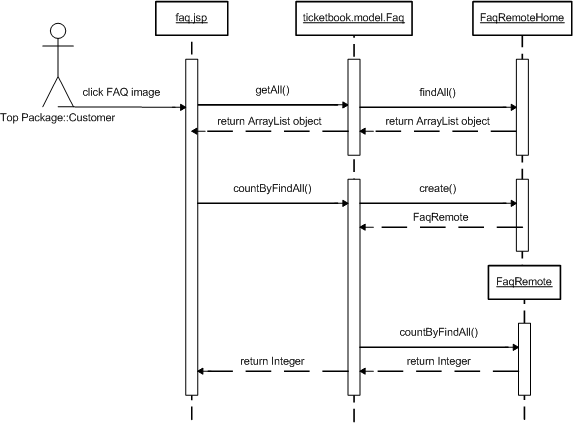 faq.jsp
ticketbook.model.Faq
FaqRemoteHome
click FAQ image
getAll()
findAll()
Top Package::Customer
return ArrayList object
return ArrayList object
countByFindAll()
create()
FaqRemote
FaqRemote
countByFindAll()
return Integer
return Integer